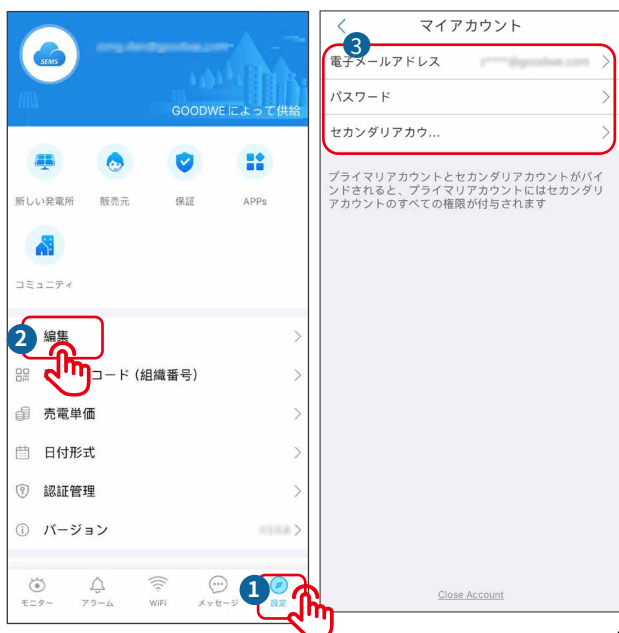 SEMS
GOODWEによって供給
新しい発電所
販売元
保証
APPs
コミュニティ
2
編集
コード (組織番号)
売電単価
日付形式
認証管理
バージョン
モニター
アラーム
WiFi
メッセージ
1
設定
マイアカウント
3
電子メールアドレス
パスワード
セカンダリアカウ...
プライマリアカウントとセカンダリアカウントがバイ
ンドされると、プライマリアカウントにはセカンダリ
アカウントのすべての権限が付与されます
Close Account